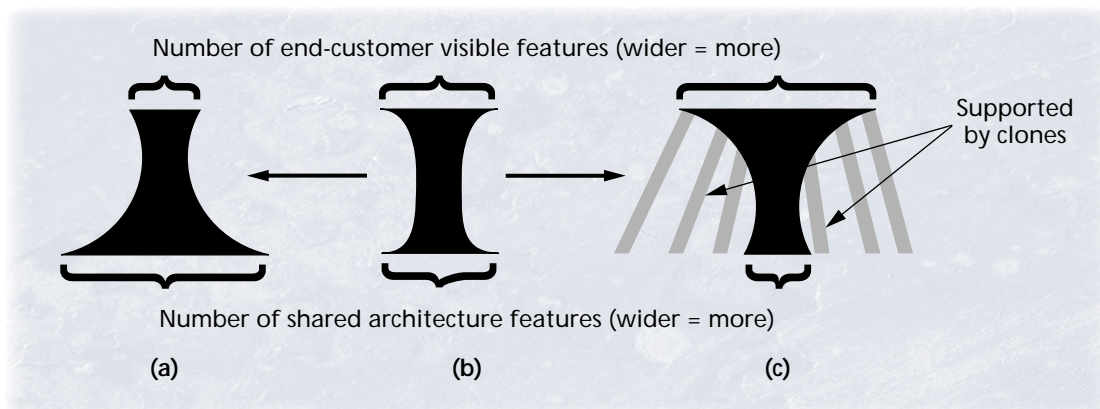 Number of end-customer visible features (wider = more)
Supported
by clones
Number of shared architecture features (wider = more)
(a)
(b)
(c)